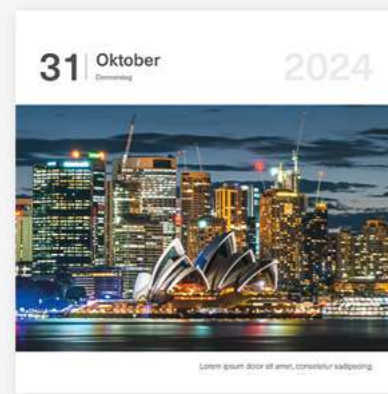 31 Oktober 2024
Donnerstag
Lorem ipsum dolor sit amet, consetetur sadipscing.